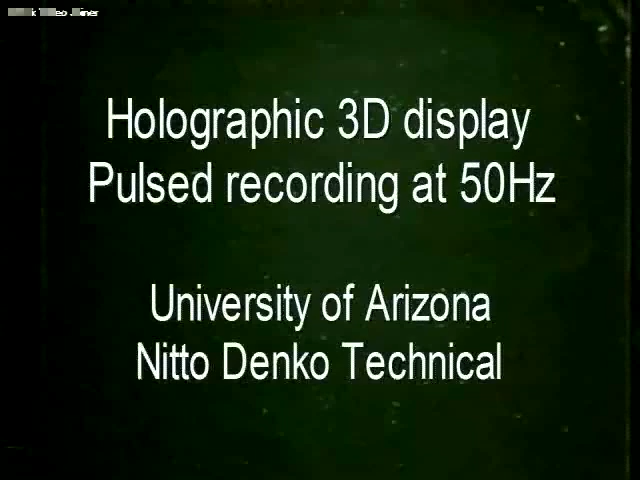 Holographic 3D display
Pulsed recording at 50Hz
University of Arizona
Nitto Denko Technical